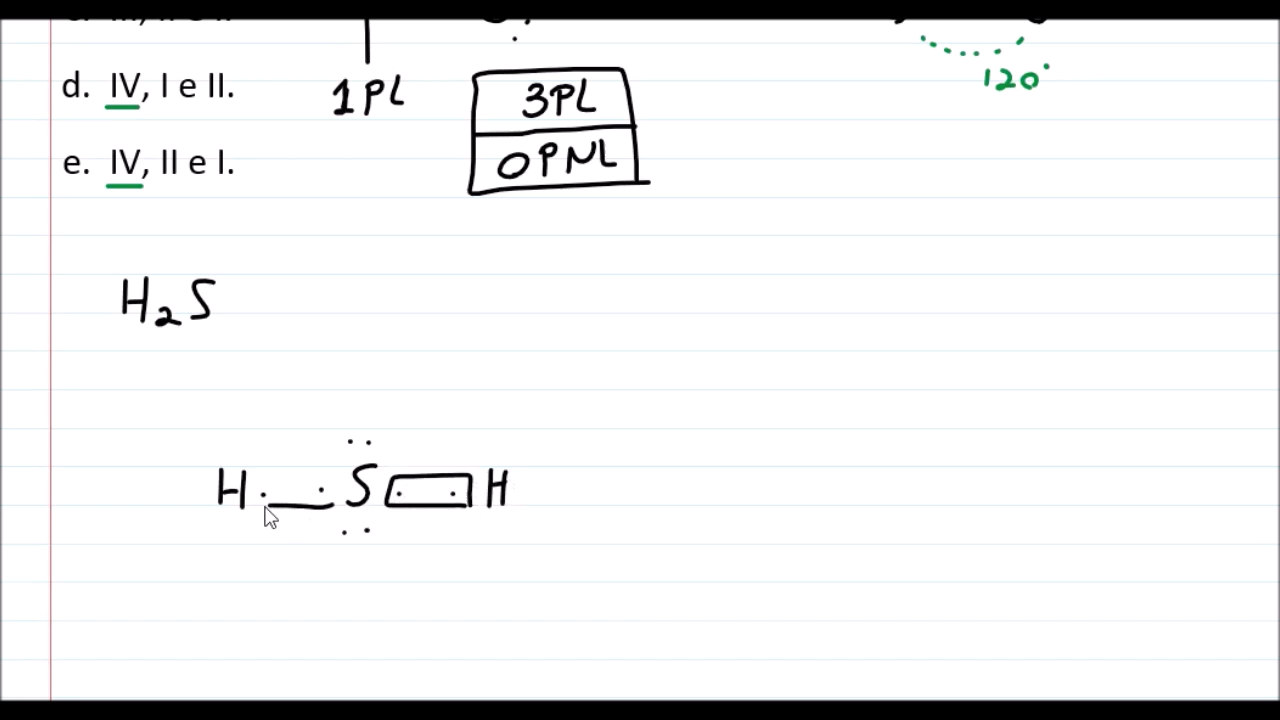 d. IV, I e II.
1PL
3PL
0PNL
120°
e. IV, II e I.
H₂S
H S H